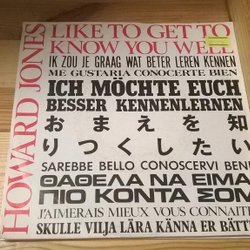 HOWARD JONES
LIKE TO GET TO
KNOW YOU WELL
IK ZOU JE GRAAG WAT BETER LEREN KENNEN
ME GUSTARIA CONOCERTE BIEN
ICH MÖCHTE EUCH
BESSER KENNENLERNEN
おまえを知
りつくしたい
SAREBBE BELLO CONOSCERVI BENE
ΘΑΘΕΛΑ ΝΑ ΕΙΜΑΙ
ΠΙΟ ΚΟΝΤΑ ΣΟΥ
J'AIMERAIS MIEUX VOUS CONNAITRE
SKULLE VILJA LÄRA KÄNNA ER BÄTT